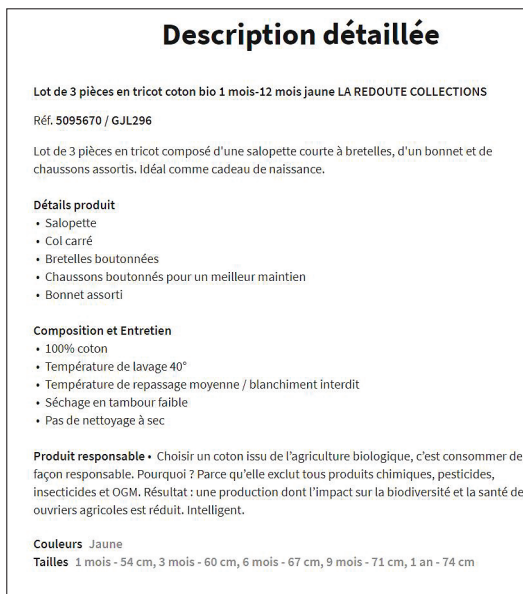 Description détaillée
Lot de 3 pièces en tricot coton bio 1 mois-12 mois jaune LA REDOUTE COLLECTIONS
Réf. 5095670 / GJL296
Lot de 3 pièces en tricot composé d'une salopette courte à bretelles, d'un bonnet et de
chaussons assortis. Idéal comme cadeau de naissance.
Détails produit
• Salopette
• Col carré
• Bretelles boutonnées
• Chaussons boutonnés pour un meilleur maintien
• Bonnet assorti
Composition et Entretien
• 100% coton
• Température de lavage 40°
• Température de repassage moyenne / blanchiment interdit
• Séchage en tambour faible
• Pas de nettoyage à sec
Produit responsable • Choisir un coton issu de l'agriculture biologique, c'est consommer de
façon responsable. Pourquoi ? Parce qu'elle exclut tous produits chimiques, pesticides,
insecticides et OGM. Résultat : une production dont l'impact sur la biodiversité et la santé de
ouvriers agricoles est réduit. Intelligent.
Couleurs Jaune
Tailles 1 mois - 54 cm, 3 mois - 60 cm, 6 mois - 67 cm, 9 mois - 71 cm, 1 an - 74 cm